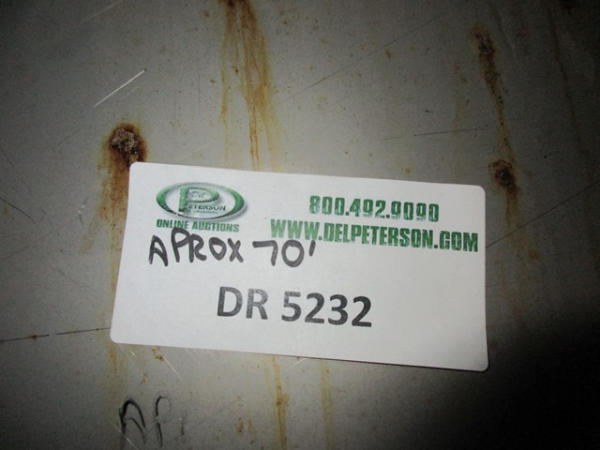 PETERSON
ONLINE AUCTIONS
800.492.9090
WWW.DELPETERSON.COM
APROX 70'
DR 5232